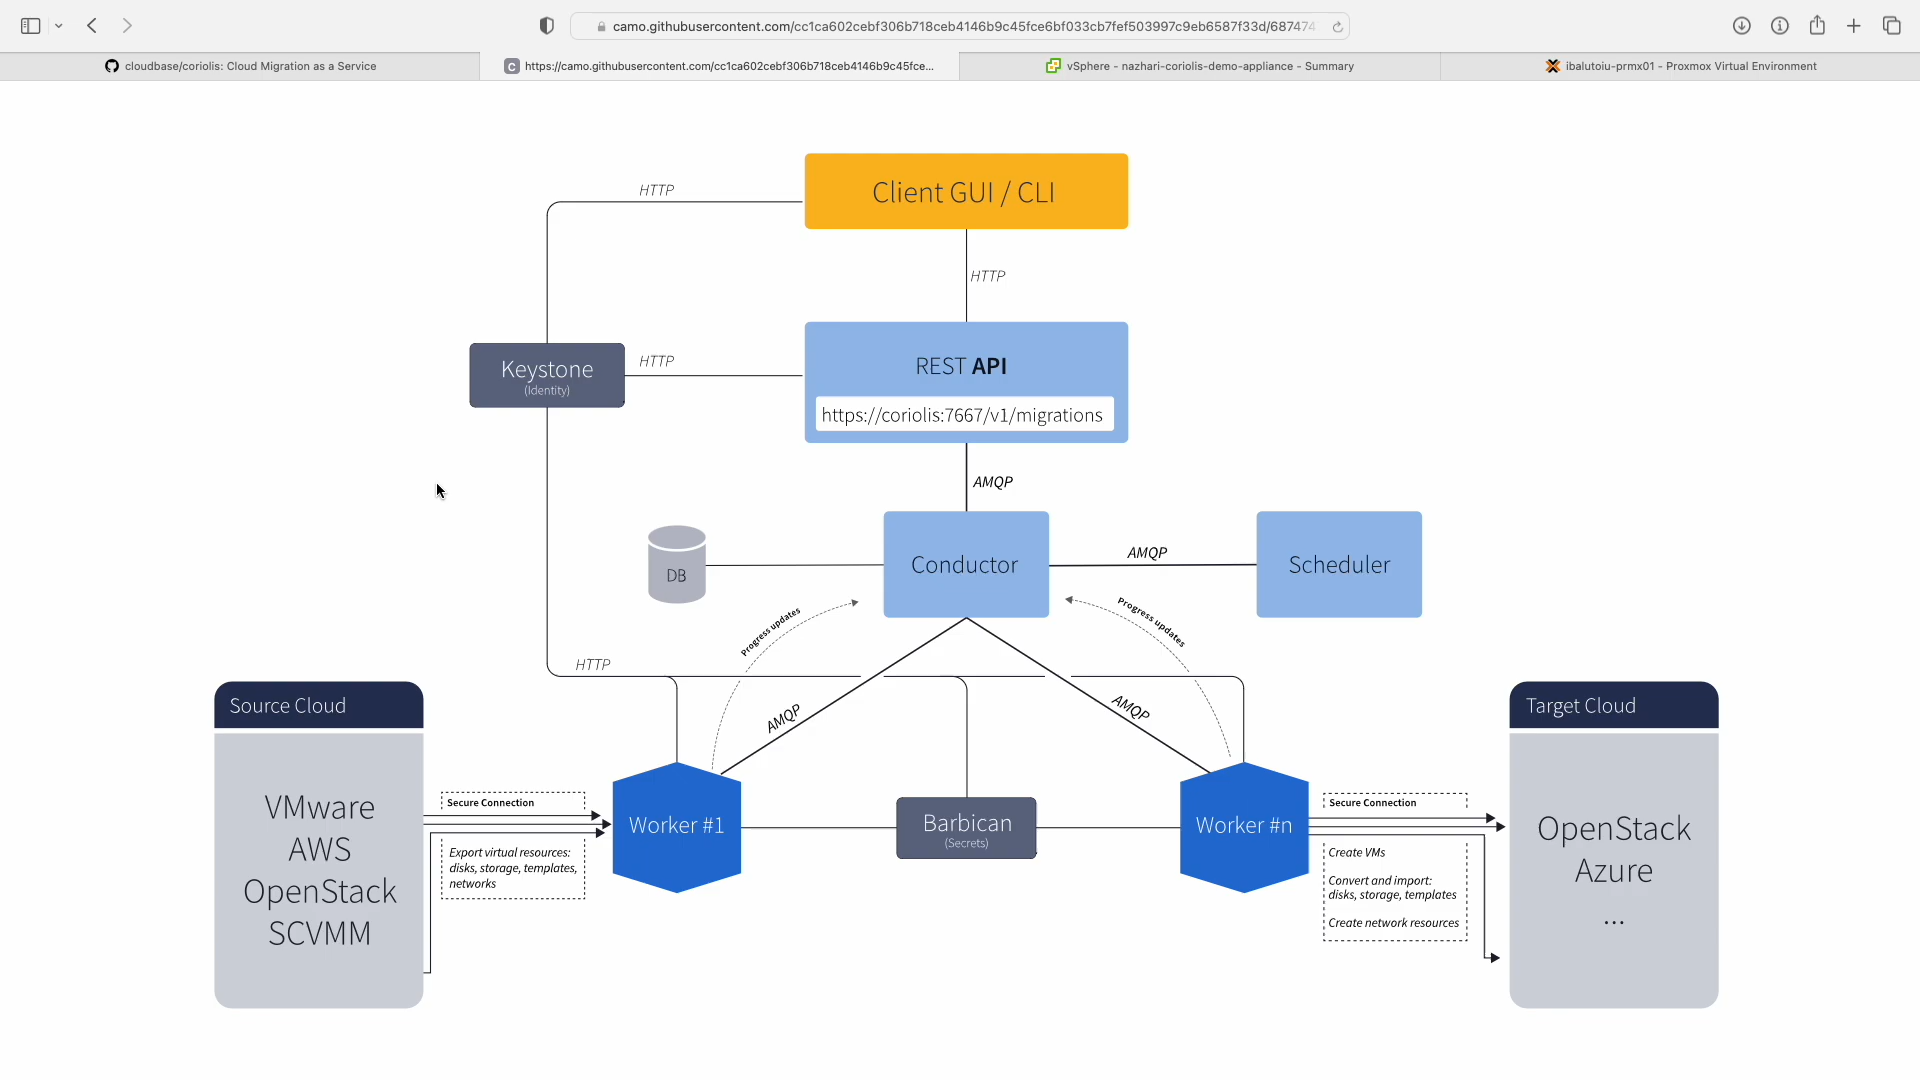 camo.githubusercontent.com/cc1ca602cebf306b718ceb4146b9c45fce6bf033cb7fef503997c9eb6587f33d/687474
cloudbase/coriolis: Cloud Migration as a Service
C
https://camo.githubusercontent.com/cc1ca602cebf306b718ceb4146b9c45fce...
vSphere - nazhari-coriolis-demo-appliance - Summary
ibalutoiu-prmx01 - Proxmox Virtual Environment
HTTP
Client GUI / CLI
HTTP
Keystone
(Identity)
HTTP
REST API
https://coriolis:7667/v1/migrations
AMQP
DB
Conductor
AMQP
Scheduler
Progress updates
Progress updates
HTTP
AMQP
AMQP
Source Cloud
VMware
AWS
OpenStack
SCVMM
Secure Connection
Export virtual resources:
disks, storage, templates,
networks
Worker #1
Barbican
(Secrets)
Worker #n
Secure Connection
Create VMs
Convert and import:
disks, storage, templates
Create network resources
Target Cloud
OpenStack
Azure
...